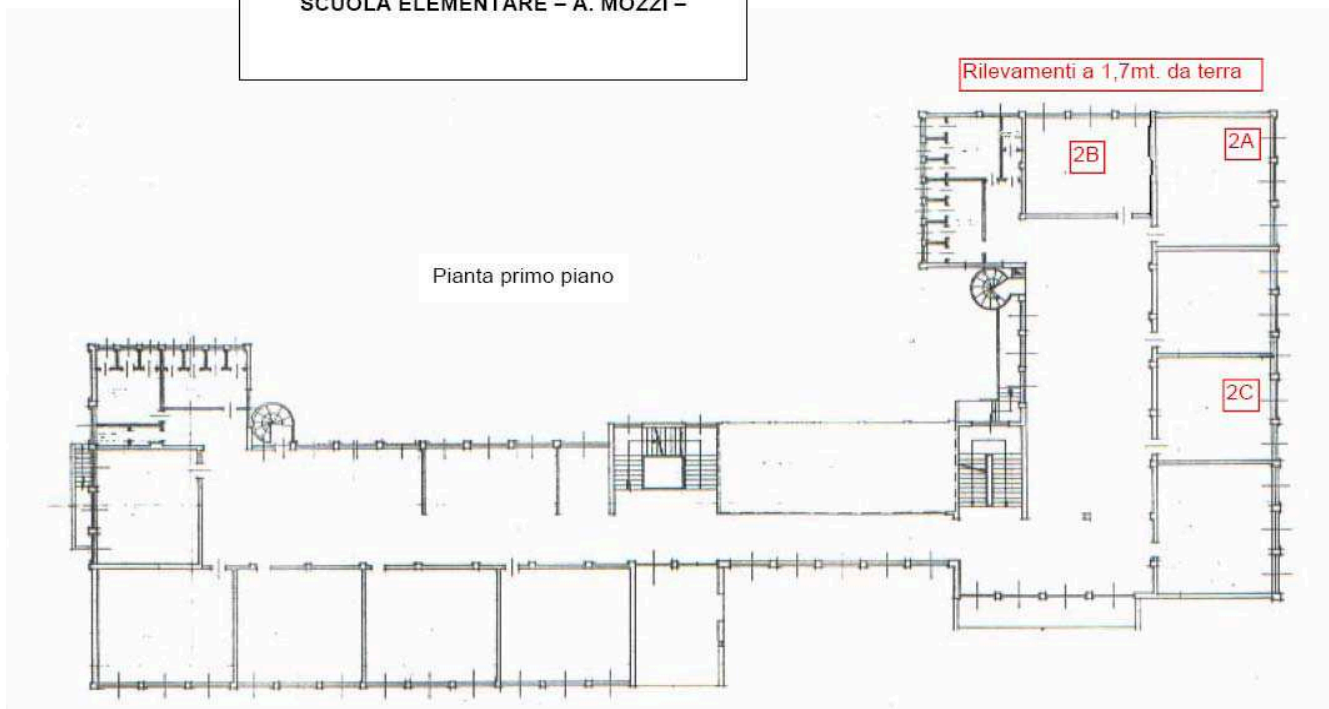 SCUOLA ELEMENTARE – A. MOZZI –
Rilevamenti a 1,7mt. da terra
2A
2B
Pianta primo piano
2C